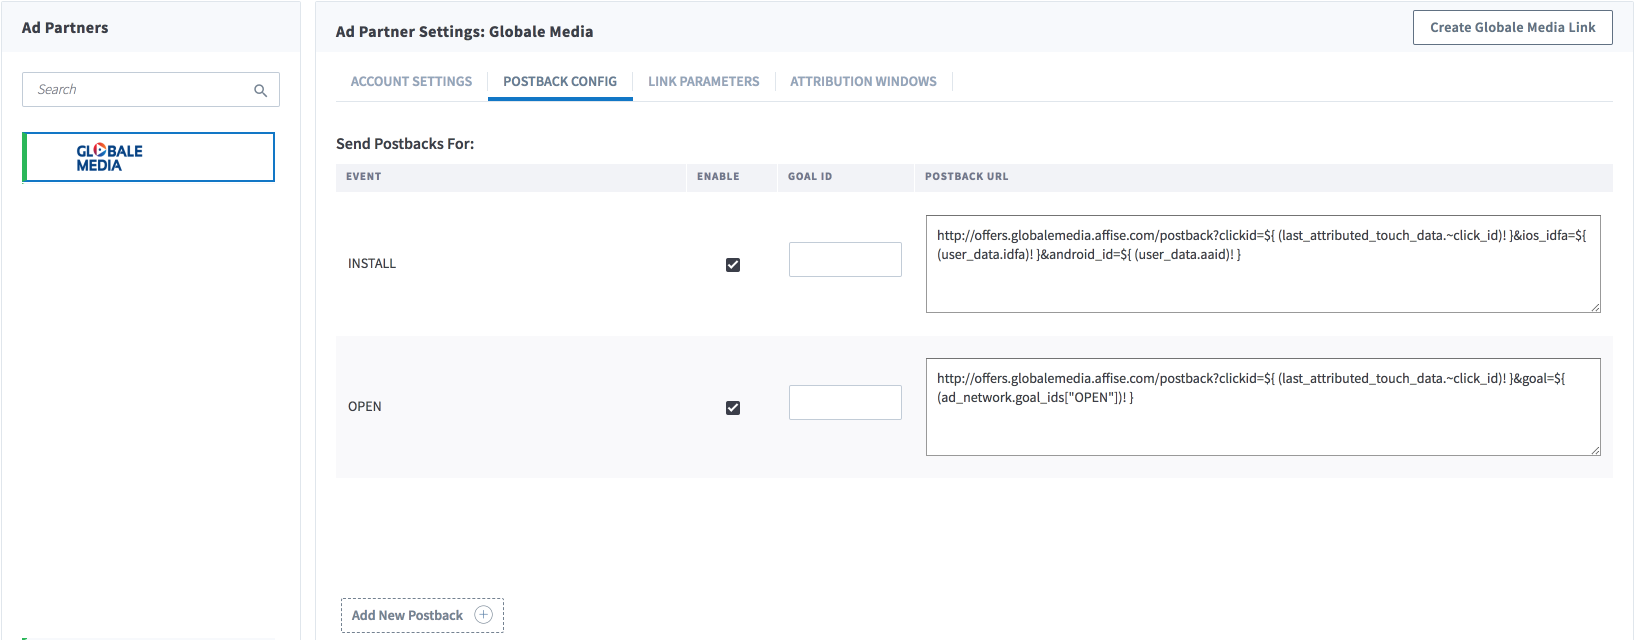 Ad Partners
Search
GLOBALE
MEDIA
Ad Partner Settings: Globale Media
Create Globale Media Link
ACCOUNT SETTINGS
POSTBACK CONFIG
LINK PARAMETERS
ATTRIBUTION WINDOWS
Send Postbacks For:
EVENT
ENABLE
GOAL ID
POSTBACK URL
INSTALL
http://offers.globalemedia.affise.com/postback?clickid=${ (last_attributed_touch_data.~click_id)! }&ios_idfa=${
(user_data.idfa)! }&android_id=${ (user_data.aaid)! }
OPEN
http://offers.globalemedia.affise.com/postback?clickid=${ (last_attributed_touch_data.~click_id)! }&goal=${
(ad_network.goal_ids["OPEN"])! }
Add New Postback